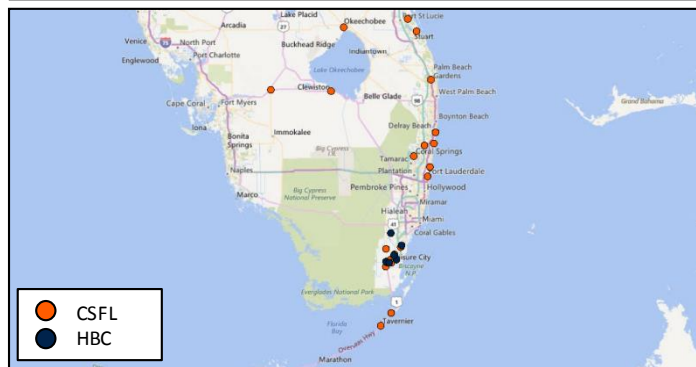 Lake Placid
Okeechobee
Port St Lucie
Arcadia
27
Venice
North Port
Buckhead Ridge
Stuart
Port Charlotte
Indiantown
Englewood
Lake Okeechobee
Palm Beach
Gardens
Clewiston
West Palm Beach
Cape Coral
Fort Myers
Belle Glade
98
Grand Bahama
Boynton Beach
Iona
Immokalee
Delray Beach
Bonita
Springs
Big Cypress
Coral Springs
Tamarac
Naples
Plantation
Fort Lauderdale
Big Cypress
National Preserve
Pembroke Pines
Hollywood
Marco
Miramar
Hialeah
41
Miami
Coral Gables
Leisure City
Biscayne
N.P.
Everglades National Park
1
CSFL
HBC
Florida
Bay
Tavernier
Overseas Hwy
Marathon